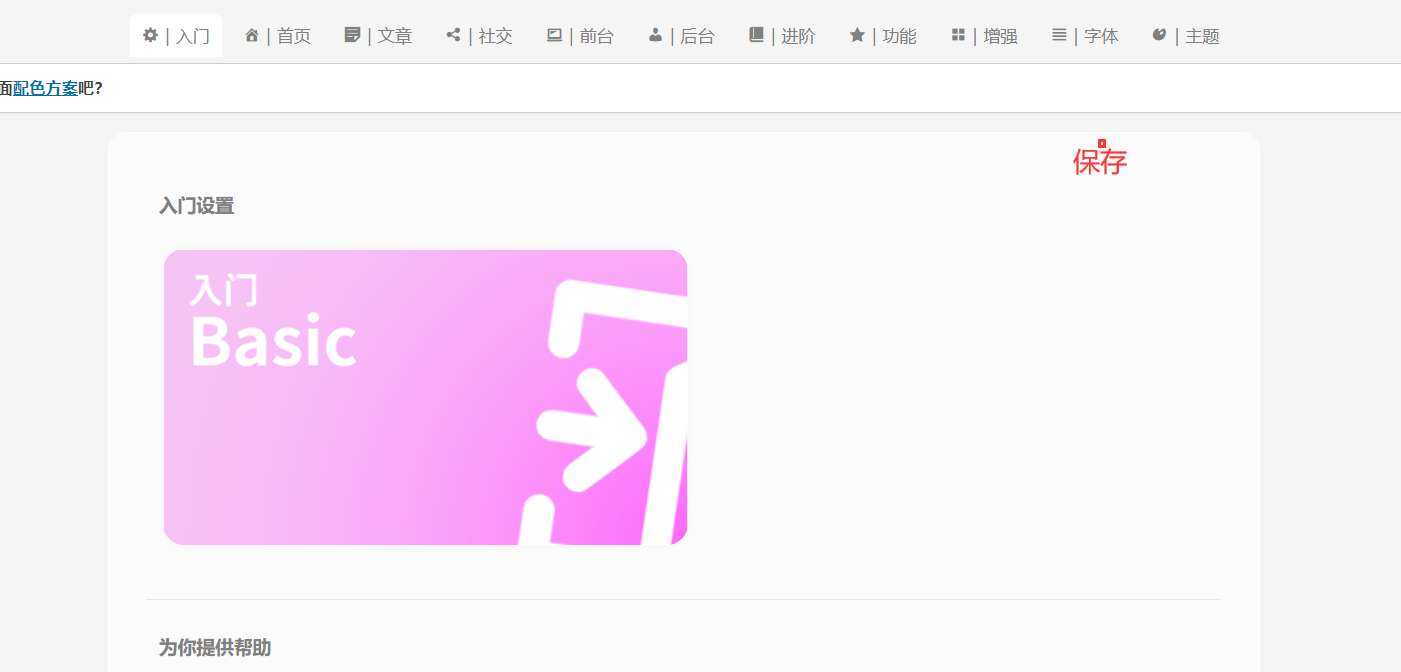 | 入门 | 首页 | 文章 | 社交 | 前台 | 后台 | 进阶 | 功能 | 增强 | 字体 | 主题
面配色方案吧?
保存
入门设置
入门
Basic
为你提供帮助